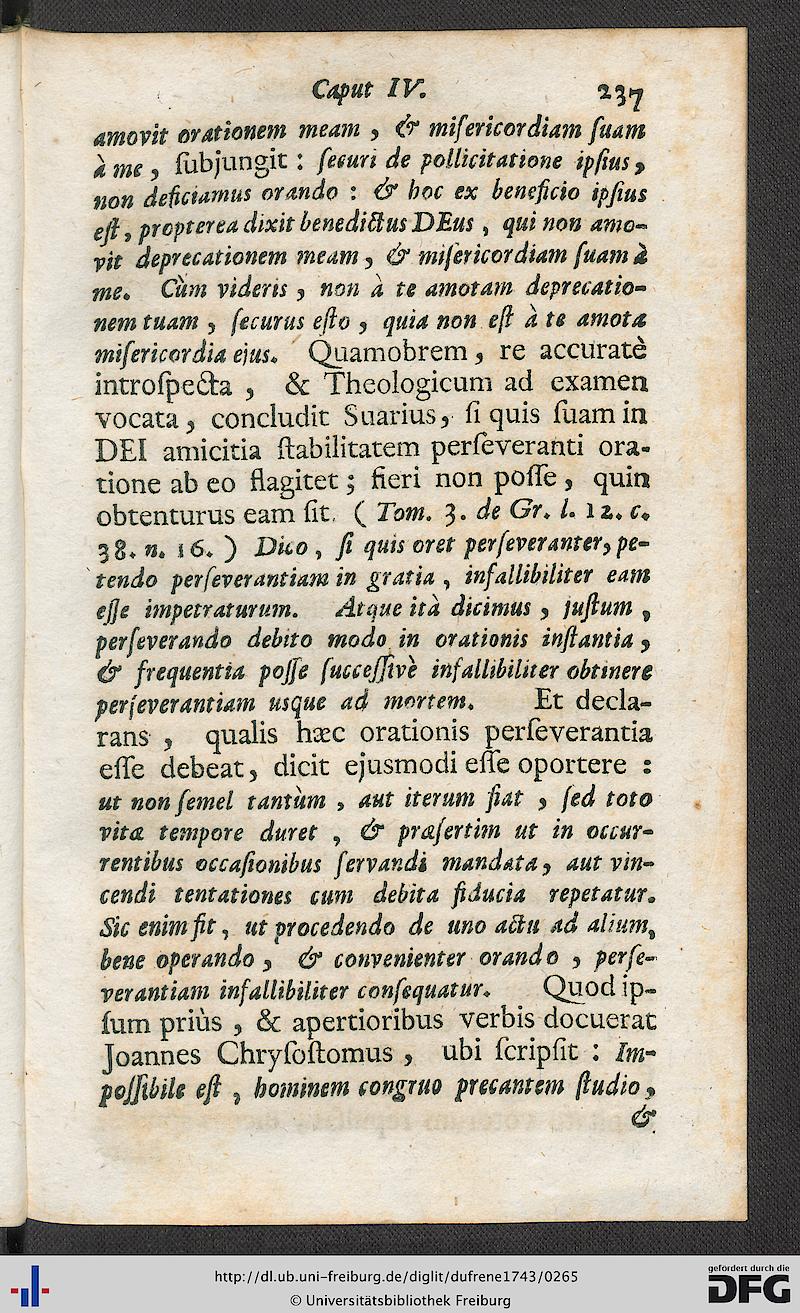 Caput IV. 237
amovit orationem meam , & miſericordiam ſuam
à me , ſubjungit : ſecuri de pollicitatione ipſius ,
non deficiamus orando : & hoc ex beneficio ipſius
eſt , propterea dixit benedictus DEus , qui non amo-
vit deprecationem meam , & miſericordiam ſuam à
me. Cùm videris , non à te amotam deprecatio-
nem tuam , ſecurus eſto , quia non eſt à te amota
miſericordia ejus. Quamobrem , re accuratè
introſpecta , & Theologicum ad examen
vocata , concludit Suarius , ſi quis ſuam in
DEI amicitia ſtabilitatem perſeveranti ora-
tione ab eo flagitet ; fieri non poſſe , quin
obtenturus eam ſit. ( Tom. 3. de Gr. l. 12. c.
38. n. 16. ) Dico , ſi quis oret perſeveranter , pe-
tendo perſeverantiam in gratia , infallibiliter eam
eſſe impetraturum. Atque ità dicimus , juſtum ,
perſeverando debito modo in orationis inſtantia ,
& frequentia poſſe ſucceſſivè infallibiliter obtinere
perſeverantiam usque ad mortem. Et decla-
rans , qualis hæc orationis perſeverantia
eſſe debeat , dicit ejusmodi eſſe oportere :
ut non ſemel tantùm , aut iterum fiat , ſed toto
vitæ tempore duret , & præſertim ut in occur-
rentibus occaſionibus ſervandi mandata , aut vin-
cendi tentationes cum debita fiducia repetatur.
Sic enim fit , ut procedendo de uno actu ad alium ,
bene operando , & convenienter orando , perſe-
verantiam infallibiliter conſequatur. Quod ip-
ſum priùs , & apertioribus verbis docuerat
Joannes Chryſoſtomus , ubi ſcripſit : Im-
poſſibile eſt , hominem congruo precantem ſtudio ,
&
http://dl.ub.uni-freiburg.de/diglit/dufrene1743/0265
© Universitätsbibliothek Freiburg
gefördert durch die
DFG